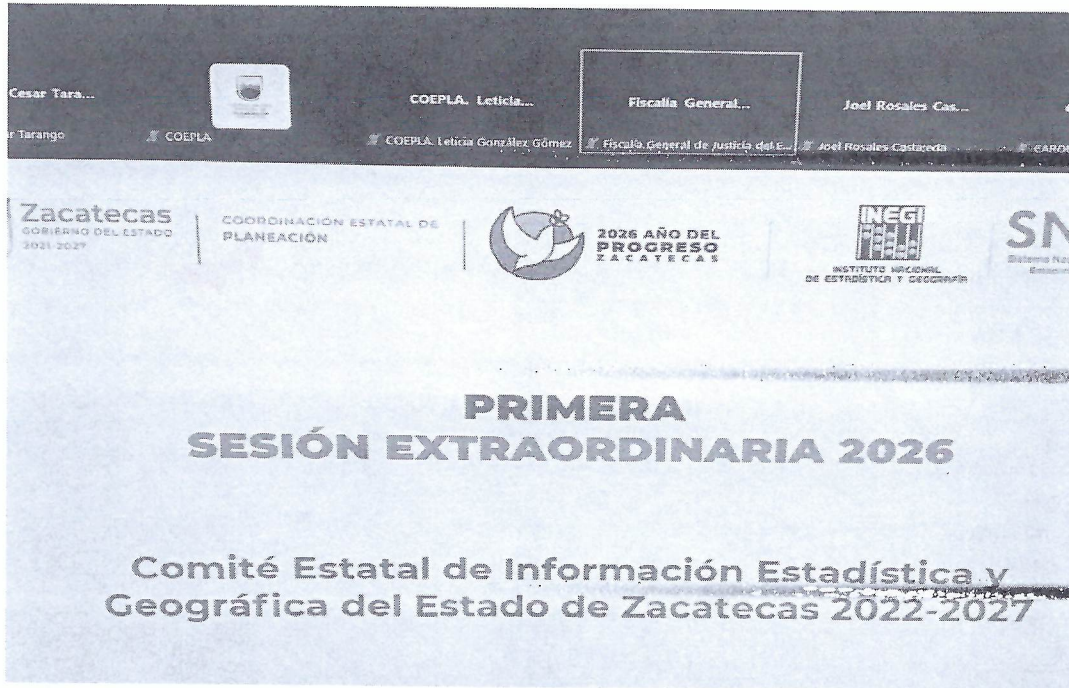 Cesar Tara...
COEPLA. Leticia...
Fiscalía General...
Joel Rosales Cas...
r Tarango
COEPLA
COEPLA. Leticia González Gómez
Fiscalía General de Justicia del E...
Joel Rosales Castañeda
CARO
Zacatecas
GOBIERNO DEL ESTADO
2021-2027
COORDINACIÓN ESTATAL DE
PLANEACIÓN
2026 AÑO DEL
PROGRESO
ZACATECAS
INEGI
INSTITUTO NACIONAL
DE ESTADÍSTICA Y GEOGRAFÍA
SN
Sistema Nac
PRIMERA
SESIÓN EXTRAORDINARIA 2026
Comité Estatal de Información Estadística y
Geográfica del Estado de Zacatecas 2022-2027